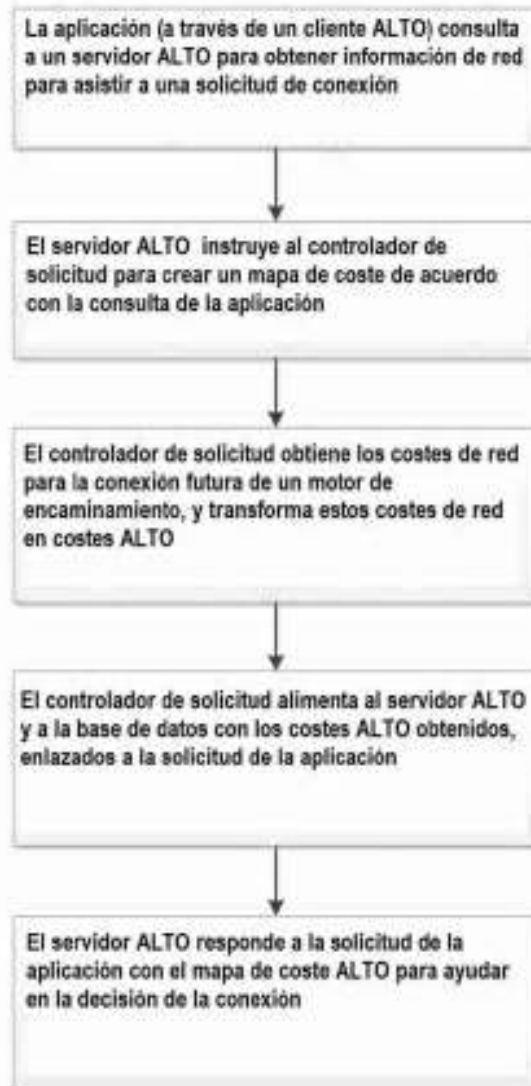 La aplicación (a través de un cliente ALTO) consulta
a un servidor ALTO para obtener información de red
para asistir a una solicitud de conexión
El servidor ALTO instruye al controlador de
solicitud para crear un mapa de coste de acuerdo
con la consulta de la aplicación
El controlador de solicitud obtiene los costes de red
para la conexión futura de un motor de
encaminamiento, y transforma estos costes de red
en costes ALTO
El controlador de solicitud alimenta al servidor ALTO
y a la base de datos con los costes ALTO obtenidos,
enlazados a la solicitud de la aplicación
El servidor ALTO responde a la solicitud de la
aplicación con el mapa de coste ALTO para ayudar
en la decisión de la conexión